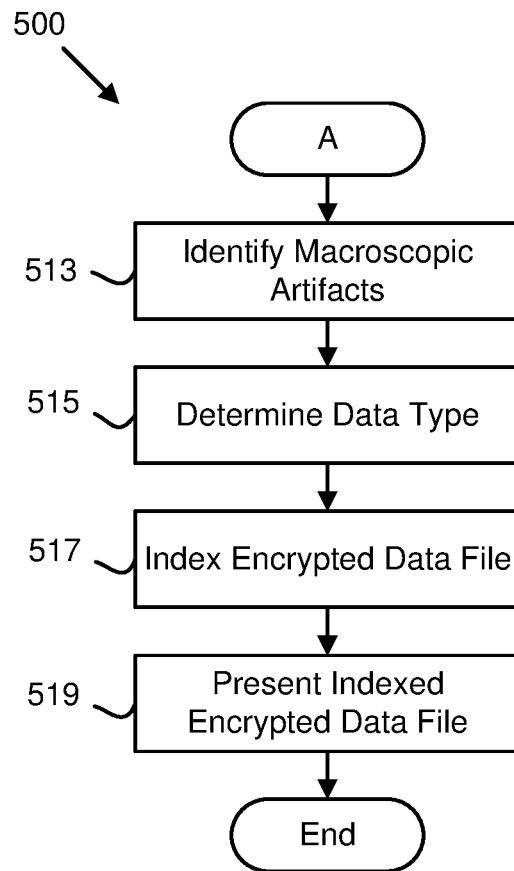 500
A
513
Identify Macroscopic
Artifacts
515
Determine Data Type
517
Index Encrypted Data File
519
Present Indexed
Encrypted Data File
End